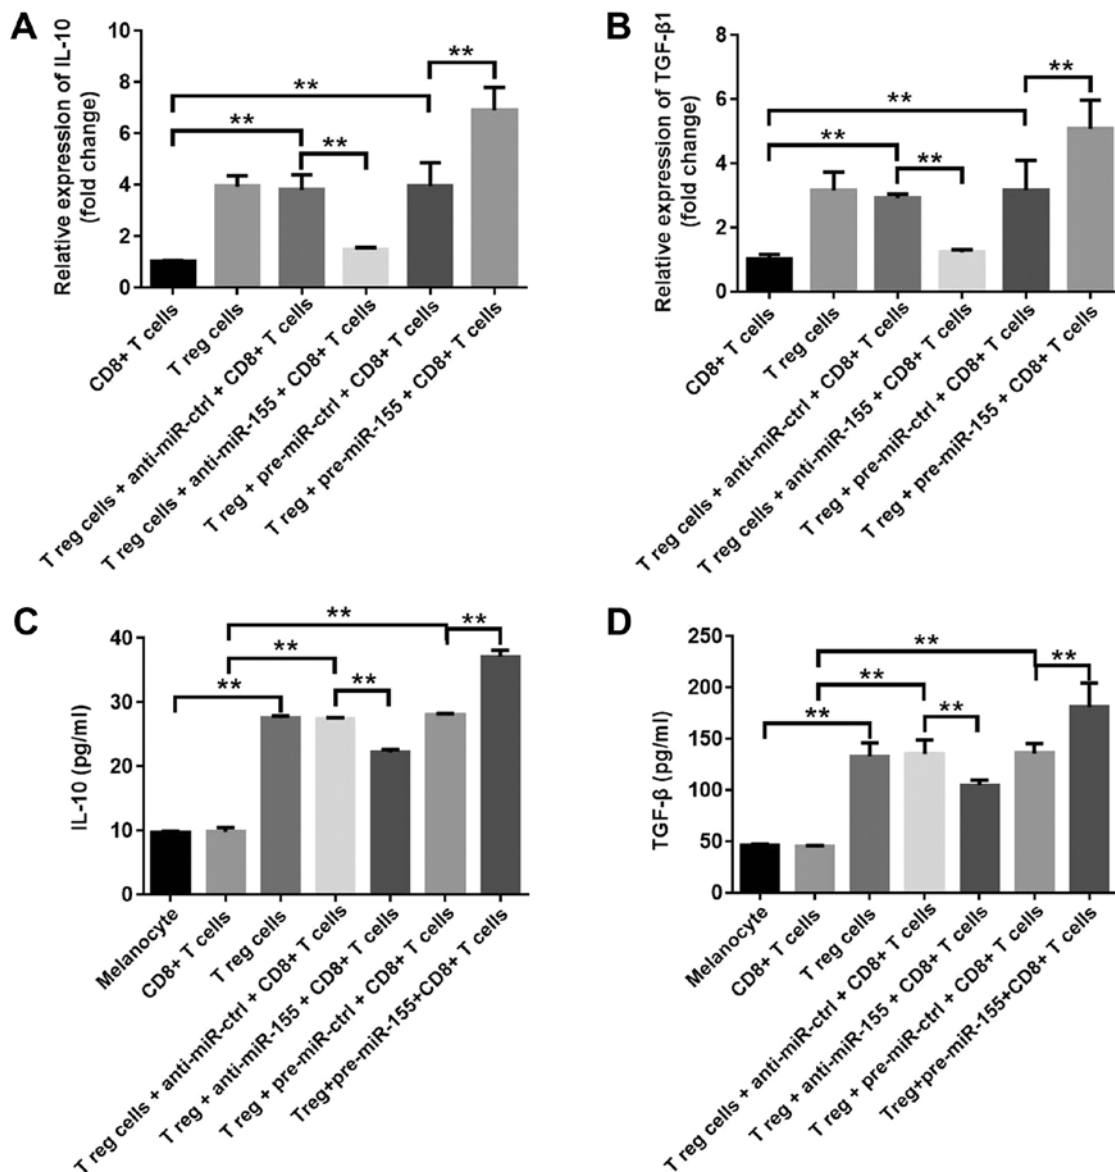 A
Relative expression of IL-10
(fold change)
10
8
6
4
2
0
**
**
**
**
CD8+ T cells
T reg cells
T reg cells + anti-miR-ctrl + CD8+ T cells
T reg cells + anti-miR-155 + CD8+ T cells
T reg + pre-miR-ctrl + CD8+ T cells
T reg + pre-miR-155 + CD8+ T cells
B
Relative expression of TGF-β1
(fold change)
8
6
4
2
0
**
**
**
**
CD8+ T cells
T reg cells
T reg cells + anti-miR-ctrl + CD8+ T cells
T reg cells + anti-miR-155 + CD8+ T cells
T reg + pre-miR-ctrl + CD8+ T cells
T reg + pre-miR-155 + CD8+ T cells
C
IL-10 (pg/ml)
40
30
20
10
0
**
**
**
**
**
Melanocyte
CD8+ T cells
T reg cells
T reg cells + anti-miR-ctrl + CD8+ T cells
T reg + anti-miR-155 + CD8+ T cells
T reg + pre-miR-ctrl + CD8+ T cells
Treg+pre-miR-155+CD8+ T cells
D
TGF-β (pg/ml)
250
200
150
100
50
0
**
**
**
**
**
Melanocyte
CD8+ T cells
T reg cells
T reg cells + anti-miR-ctrl + CD8+ T cells
T reg + anti-miR-155 + CD8+ T cells
T reg + pre-miR-ctrl + CD8+ T cells
Treg+pre-miR-155+CD8+ T cells